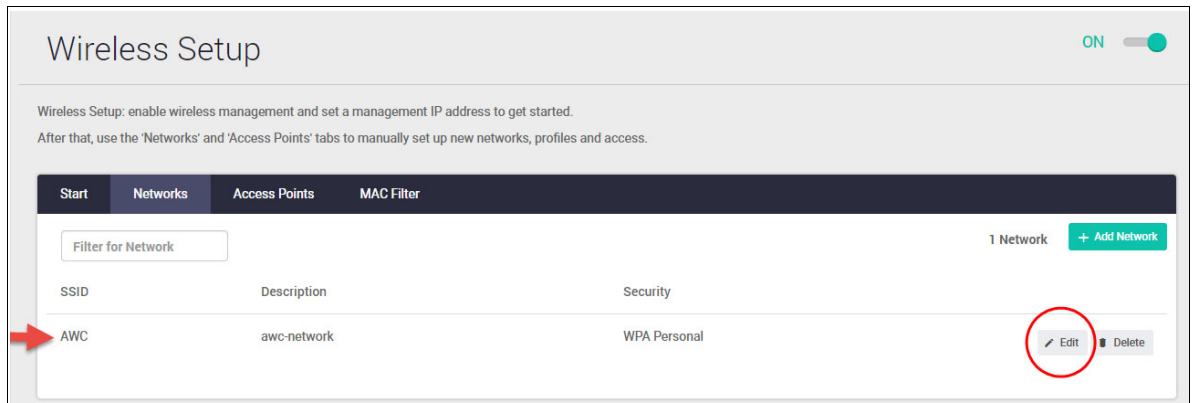 Wireless Setup
ON
Wireless Setup: enable wireless management and set a management IP address to get started.
After that, use the 'Networks' and 'Access Points' tabs to manually set up new networks, profiles and access.
Start Networks Access Points MAC Filter
Filter for Network
1 Network
+ Add Network
SSID Description Security
AWC awc-network WPA Personal Edit Delete